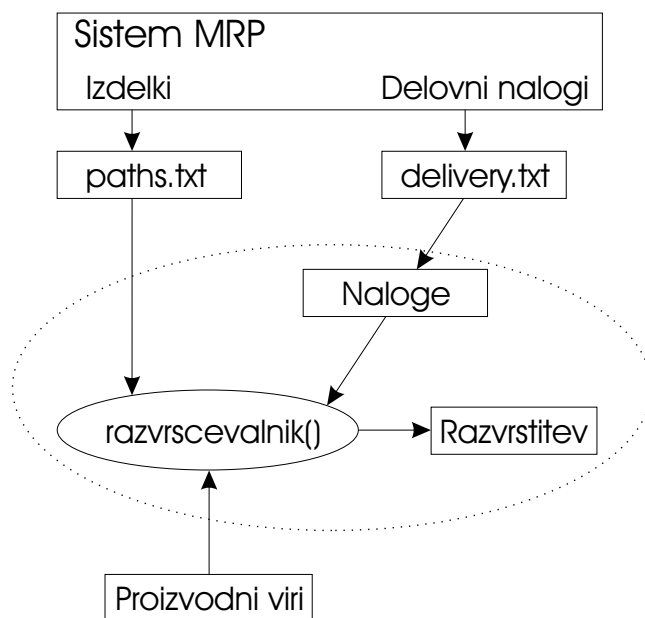 Sistem MRP
Izdelki
Delovni nalogi
paths.txt
delivery.txt
Naloge
razvrscevalnik()
Razvrstitev
Proizvodni viri